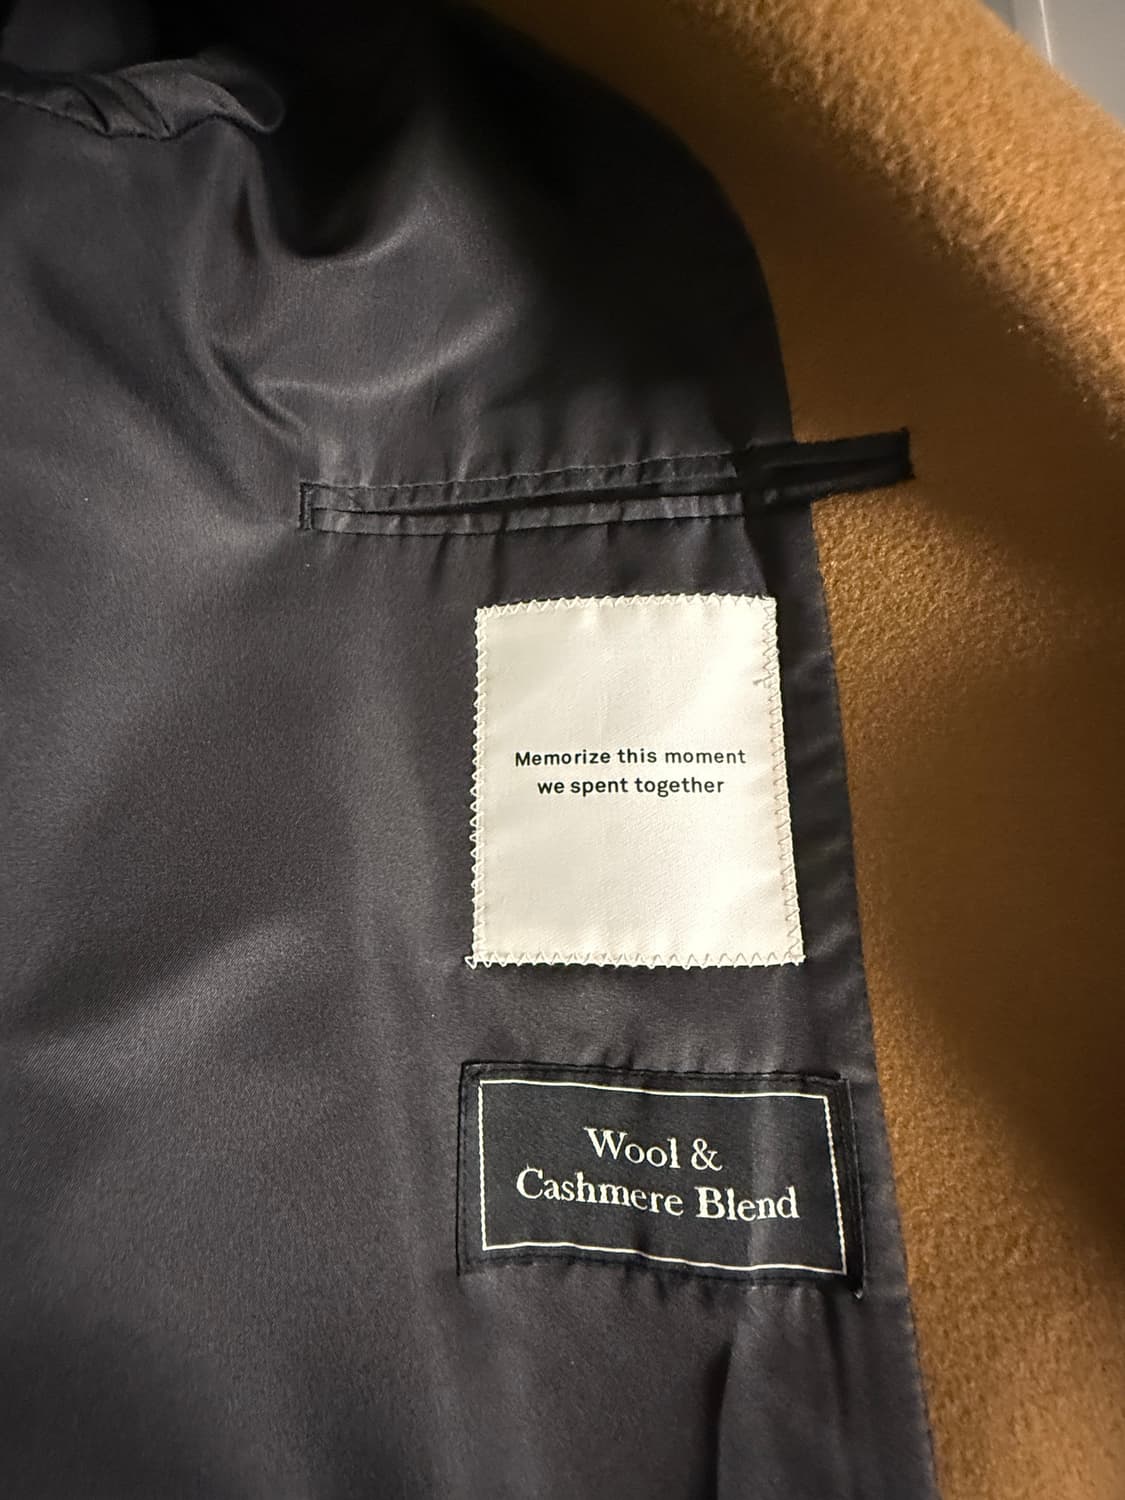 Memorize this moment
we spent together
Wool &
Cashmere Blend